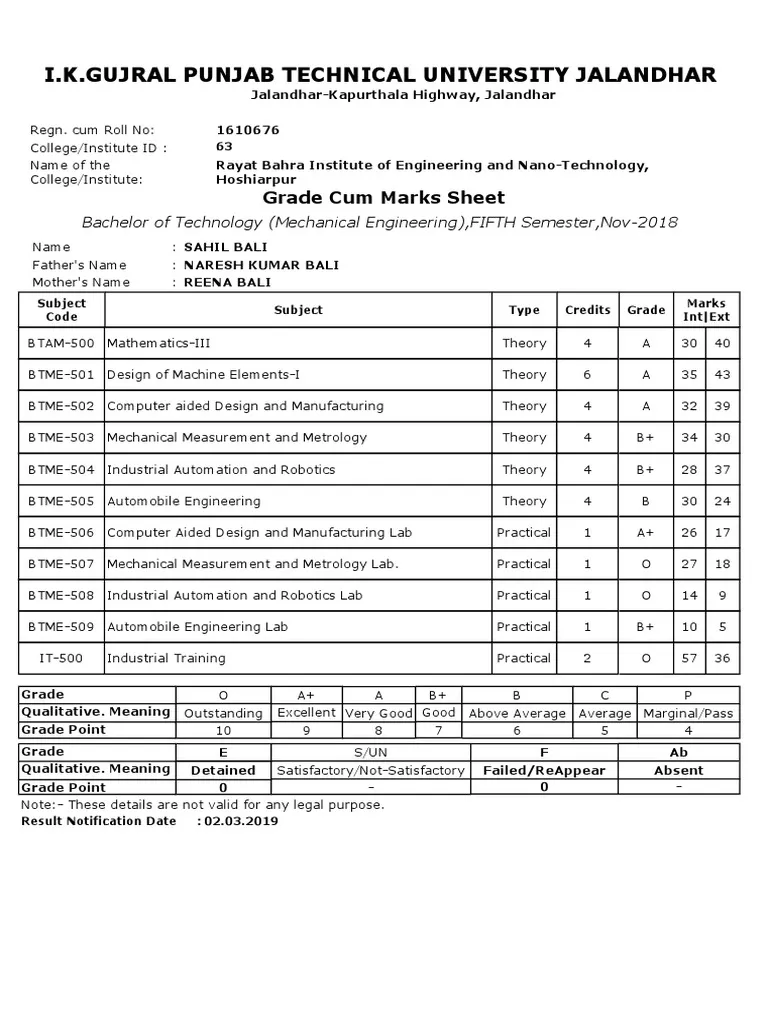 I.K.GUJRAL PUNJAB TECHNICAL UNIVERSITY JALANDHAR
Jalandhar-Kapurthala Highway, Jalandhar
Regn. cum Roll No: 1610676
College/Institute ID : 63
Name of the Rayat Bahra Institute of Engineering and Nano-Technology,
College/Institute: Hoshiarpur
Grade Cum Marks Sheet
Bachelor of Technology (Mechanical Engineering),FIFTH Semester,Nov-2018
Name : SAHIL BALI
Father's Name : NARESH KUMAR BALI
Mother's Name : REENA BALI
Subject Code Subject Type Credits Grade Marks Int|Ext
BTAM-500 Mathematics-III Theory 4 A 30 40
BTME-501 Design of Machine Elements-I Theory 6 A 35 43
BTME-502 Computer aided Design and Manufacturing Theory 4 A 32 39
BTME-503 Mechanical Measurement and Metrology Theory 4 B+ 34 30
BTME-504 Industrial Automation and Robotics Theory 4 B+ 28 37
BTME-505 Automobile Engineering Theory 4 B 30 24
BTME-506 Computer Aided Design and Manufacturing Lab Practical 1 A+ 26 17
BTME-507 Mechanical Measurement and Metrology Lab. Practical 1 O 27 18
BTME-508 Industrial Automation and Robotics Lab Practical 1 O 14 9
BTME-509 Automobile Engineering Lab Practical 1 B+ 10 5
IT-500 Industrial Training Practical 2 O 57 36
Grade O A+ A B+ B C P
Qualitative. Meaning Outstanding Excellent Very Good Good Above Average Average Marginal/Pass
Grade Point 10 9 8 7 6 5 4
Grade E S/UN F Ab
Qualitative. Meaning Detained Satisfactory/Not-Satisfactory Failed/ReAppear Absent
Grade Point 0 - 0 -
Note:- These details are not valid for any legal purpose.
Result Notification Date : 02.03.2019